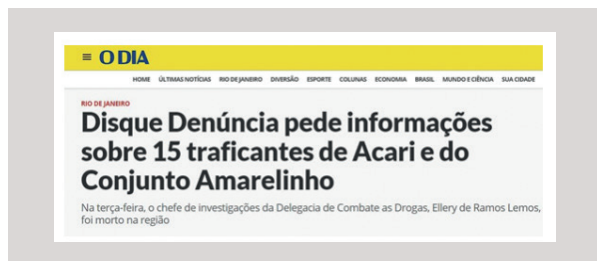 ≡ O DIA
HOME ÚLTIMAS NOTÍCIAS RIO DE JANEIRO DIVERSÃO ESPORTE COLUNAS ECONOMIA BRASIL MUNDO E CIÊNCIA SUA CIDADE
RIO DE JANEIRO
Disque Denúncia pede informações
sobre 15 traficantes de Acari e do
Conjunto Amarelinho
Na terça-feira, o chefe de investigações da Delegacia de Combate as Drogas, Ellery de Ramos Lemos,
foi morto na região